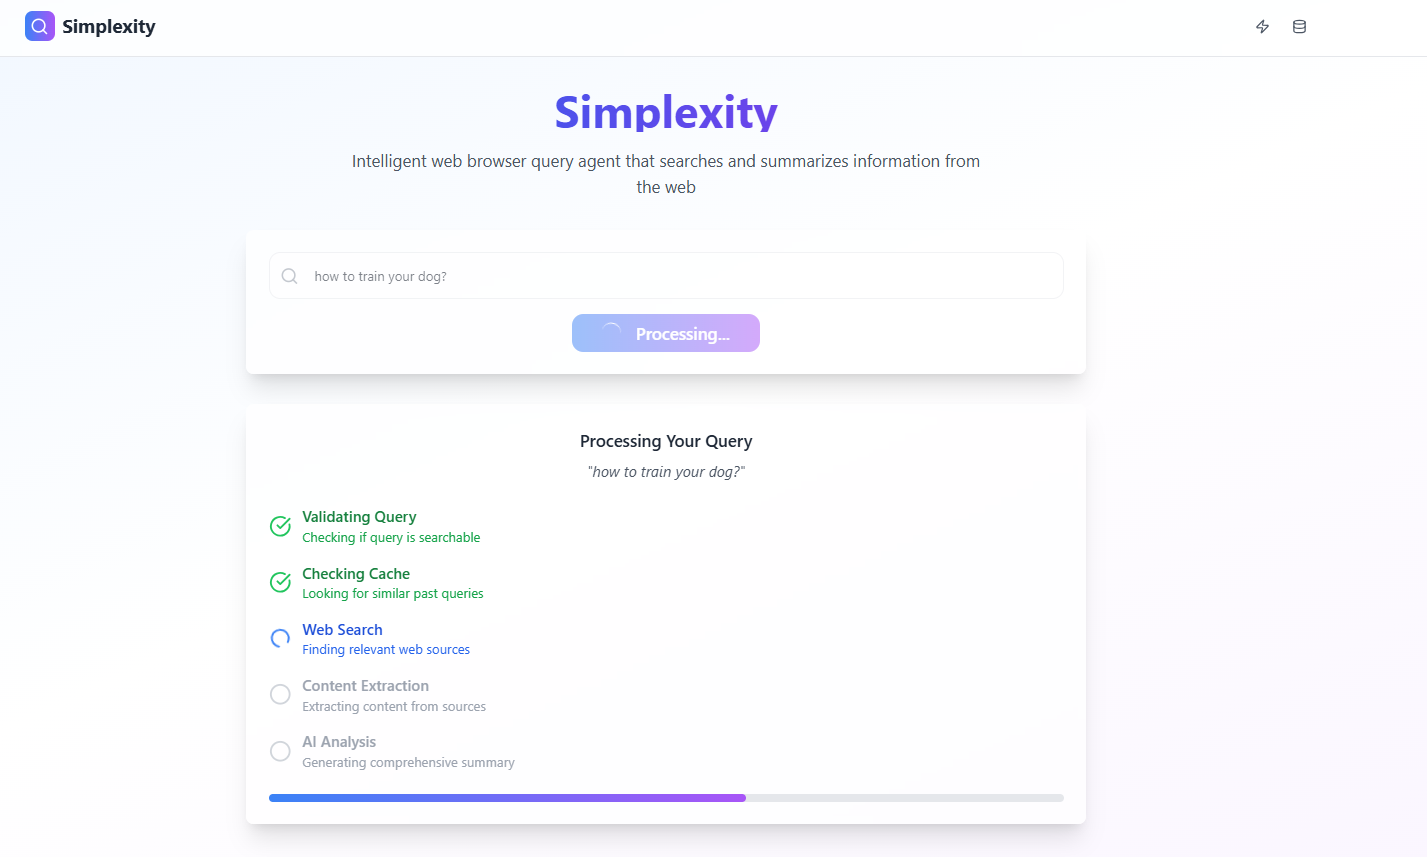 Simplexity
Simplexity
Intelligent web browser query agent that searches and summarizes information from
the web
how to train your dog?
Processing...
Processing Your Query
"how to train your dog?"
Validating Query
Checking if query is searchable
Checking Cache
Looking for similar past queries
Web Search
Finding relevant web sources
Content Extraction
Extracting content from sources
AI Analysis
Generating comprehensive summary